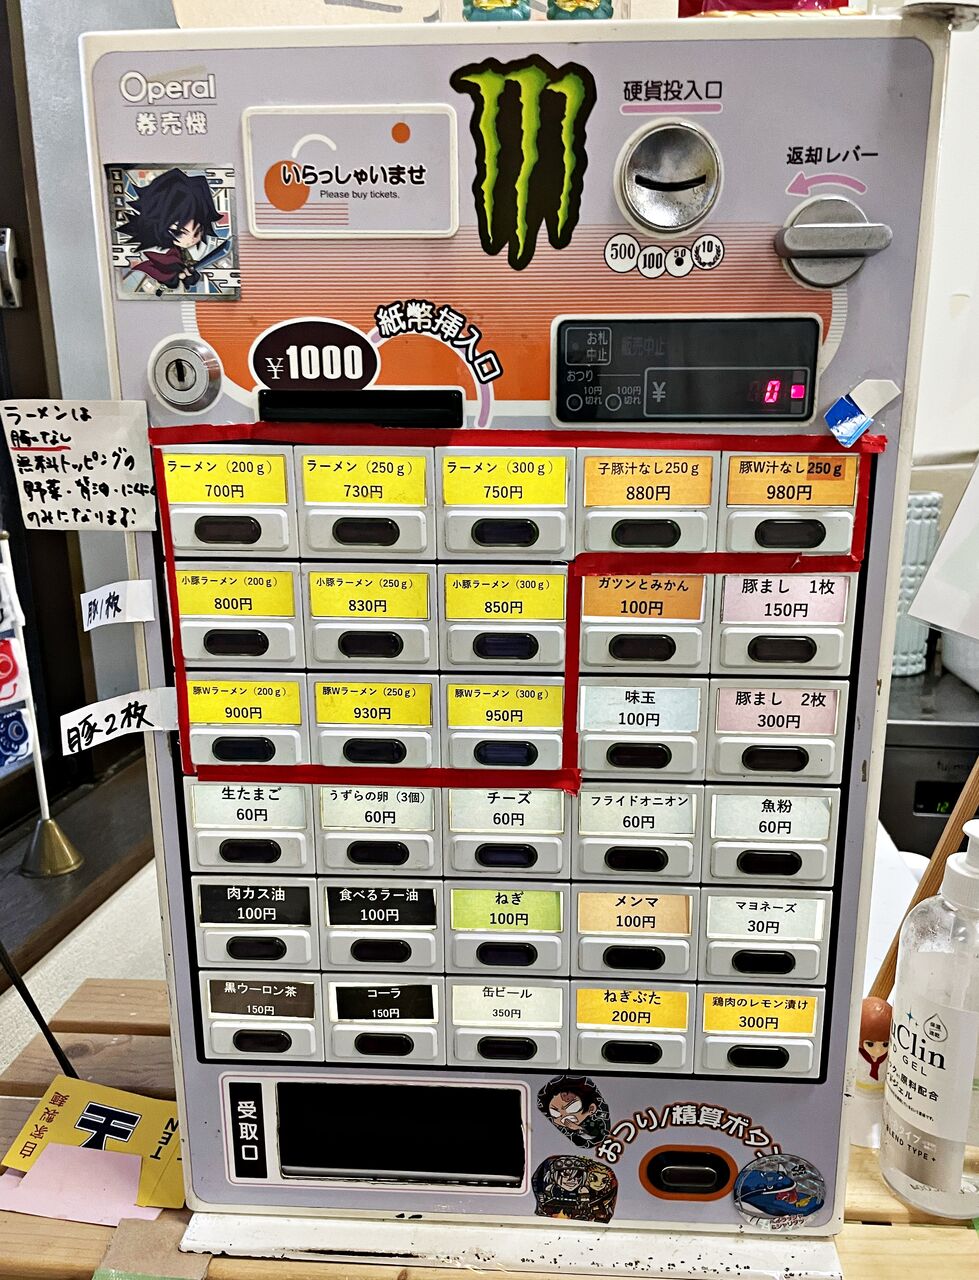 Operal
券売機
いらっしゃいませ
Please buy tickets.
硬貨投入口
返却レバー
500 100 50 10
紙幣挿入口
¥1000
お札中止
販売中止
おつり
10円切れ
100円切れ
¥
0
ラーメンは
豚なし
無料トッピングの
野菜・背油・にんにく
のみになります!
豚1枚
豚2枚
ラーメン(200g)
700円
ラーメン(250g)
730円
ラーメン(300g)
750円
子豚汁なし250g
880円
豚W汁なし250g
980円
小豚ラーメン(200g)
800円
小豚ラーメン(250g)
830円
小豚ラーメン(300g)
850円
ガツンとみかん
100円
豚まし 1枚
150円
豚Wラーメン(200g)
900円
豚Wラーメン(250g)
930円
豚Wラーメン(300g)
950円
味玉
100円
豚まし 2枚
300円
生たまご
60円
うずらの卵(3個)
60円
チーズ
60円
フライドオニオン
60円
魚粉
60円
肉カス油
100円
食べるラー油
100円
ねぎ
100円
メンマ
100円
マヨネーズ
30円
黒ウーロン茶
150円
コーラ
150円
缶ビール
350円
ねぎぶた
200円
鶏肉のレモン漬け
300円
受取口
おつり/精算ボタン
自家製麺
Clin
GEL
原料配合
BLEND TYPE+